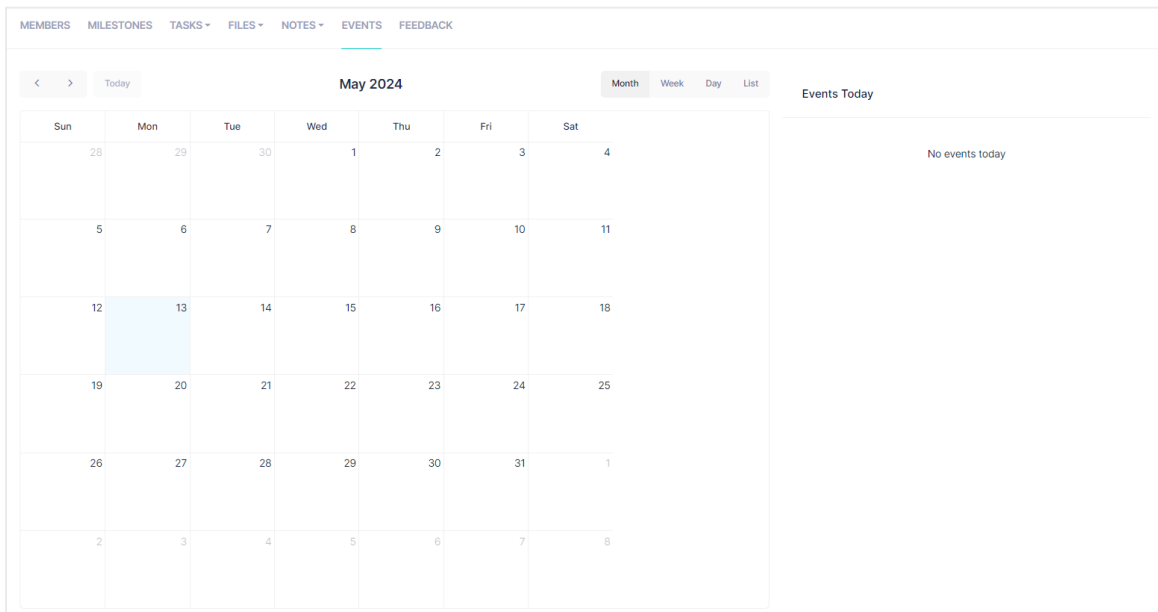 MEMBERS MILESTONES TASKS FILES NOTES EVENTS FEEDBACK
< > Today May 2024 Month Week Day List
Events Today
No events today
Sun Mon Tue Wed Thu Fri Sat
28 29 30 1 2 3 4
5 6 7 8 9 10 11
12 13 14 15 16 17 18
19 20 21 22 23 24 25
26 27 28 29 30 31 1
2 3 4 5 6 7 8